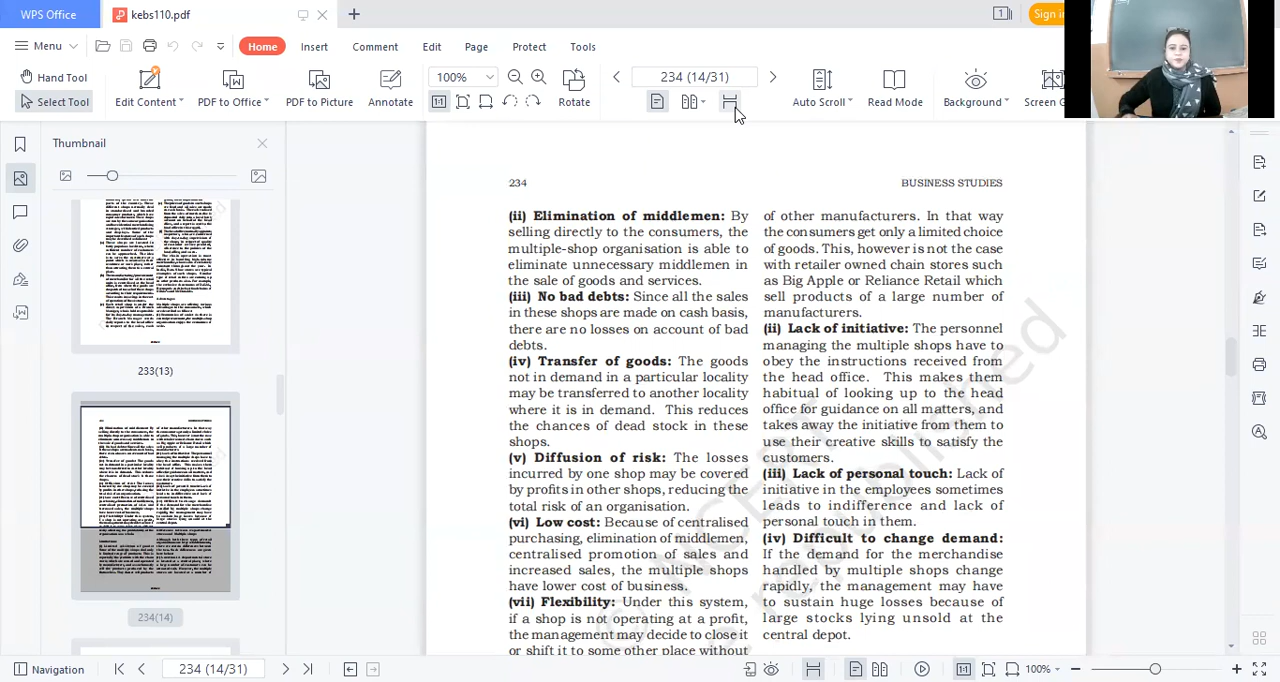 WPS Office
kebs110.pdf
1
Sign in
Menu
Home
Insert
Comment
Edit
Page
Protect
Tools
Hand Tool
Select Tool
Edit Content
PDF to Office
PDF to Picture
Annotate
100%
1:1
Rotate
234 (14/31)
Auto Scroll
Read Mode
Background
Screen G
Thumbnail
233(13)
234(14)
234
BUSINESS STUDIES
(ii) Elimination of middlemen: By
selling directly to the consumers, the
multiple-shop organisation is able to
eliminate unnecessary middlemen in
the sale of goods and services.
(iii) No bad debts: Since all the sales
in these shops are made on cash basis,
there are no losses on account of bad
debts.
(iv) Transfer of goods: The goods
not in demand in a particular locality
may be transferred to another locality
where it is in demand. This reduces
the chances of dead stock in these
shops.
(v) Diffusion of risk: The losses
incurred by one shop may be covered
by profits in other shops, reducing the
total risk of an organisation.
(vi) Low cost: Because of centralised
purchasing, elimination of middlemen,
centralised promotion of sales and
increased sales, the multiple shops
have lower cost of business.
(vii) Flexibility: Under this system,
if a shop is not operating at a profit,
the management may decide to close it
or shift it to some other place without
of other manufacturers. In that way
the consumers get only a limited choice
of goods. This, however is not the case
with retailer owned chain stores such
as Big Apple or Reliance Retail which
sell products of a large number of
manufacturers.
(ii) Lack of initiative: The personnel
managing the multiple shops have to
obey the instructions received from
the head office. This makes them
habitual of looking up to the head
office for guidance on all matters, and
takes away the initiative from them to
use their creative skills to satisfy the
customers.
(iii) Lack of personal touch: Lack of
initiative in the employees sometimes
leads to indifference and lack of
personal touch in them.
(iv) Difficult to change demand:
If the demand for the merchandise
handled by multiple shops change
rapidly, the management may have
to sustain huge losses because of
large stocks lying unsold at the
central depot.
Navigation
234 (14/31)
1:1
100%